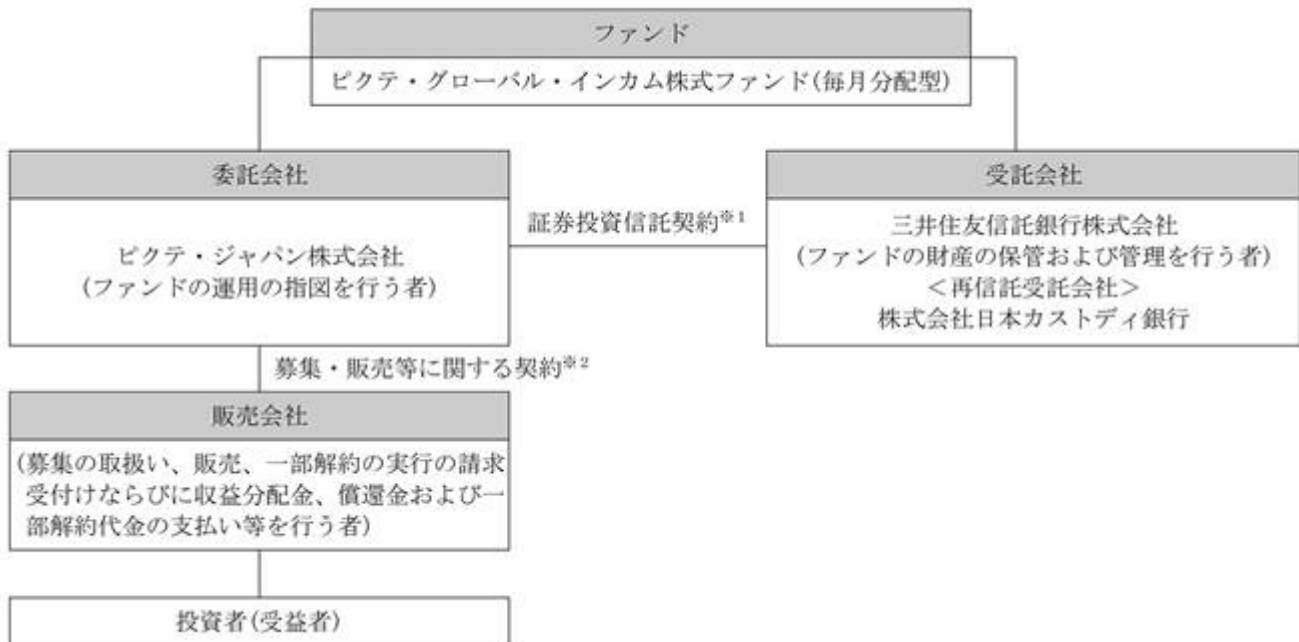 ファンド
ピクテ・グローバル・インカム株式ファンド(毎月分配型)
委託会社
ピクテ・ジャパン株式会社
(ファンドの運用の指図を行う者)
証券投資信託契約※1
受託会社
三井住友信託銀行株式会社
(ファンドの財産の保管および管理を行う者)
＜再信託受託会社＞
株式会社日本カストディ銀行
募集・販売等に関する契約※2
販売会社
(募集の取扱い、販売、一部解約の実行の請求
受付けならびに収益分配金、償還金および一
部解約代金の支払い等を行う者)
投資者(受益者)